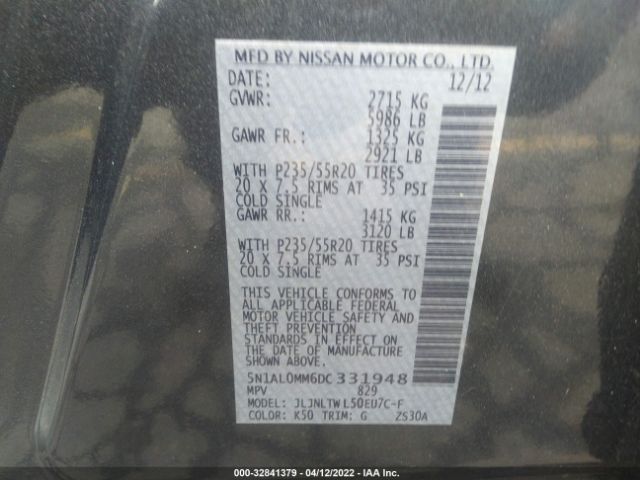 MFD BY NISSAN MOTOR CO., LTD.
DATE: 12/12
GVWR: 2715 KG
5986 LB
GAWR FR.: 1325 KG
2921 LB
WITH P235/55R20 TIRES
20 X 7.5 RIMS AT 35 PSI
COLD SINGLE
GAWR RR.: 1415 KG
3120 LB
WITH P235/55R20 TIRES
20 X 7.5 RIMS AT 35 PSI
COLD SINGLE
THIS VEHICLE CONFORMS TO
ALL APPLICABLE FEDERAL
MOTOR VEHICLE SAFETY AND
THEFT PREVENTION
STANDARDS IN EFFECT ON
THE DATE OF MANUFACTURE
SHOWN ABOVE.
5N1AL0MM6DC331948
MPV 829
MODEL: JLJNLTWL50EU7C-F
COLOR: K50 TRIM: G ZS30A
000-32841379 - 04/12/2022 - IAA Inc.